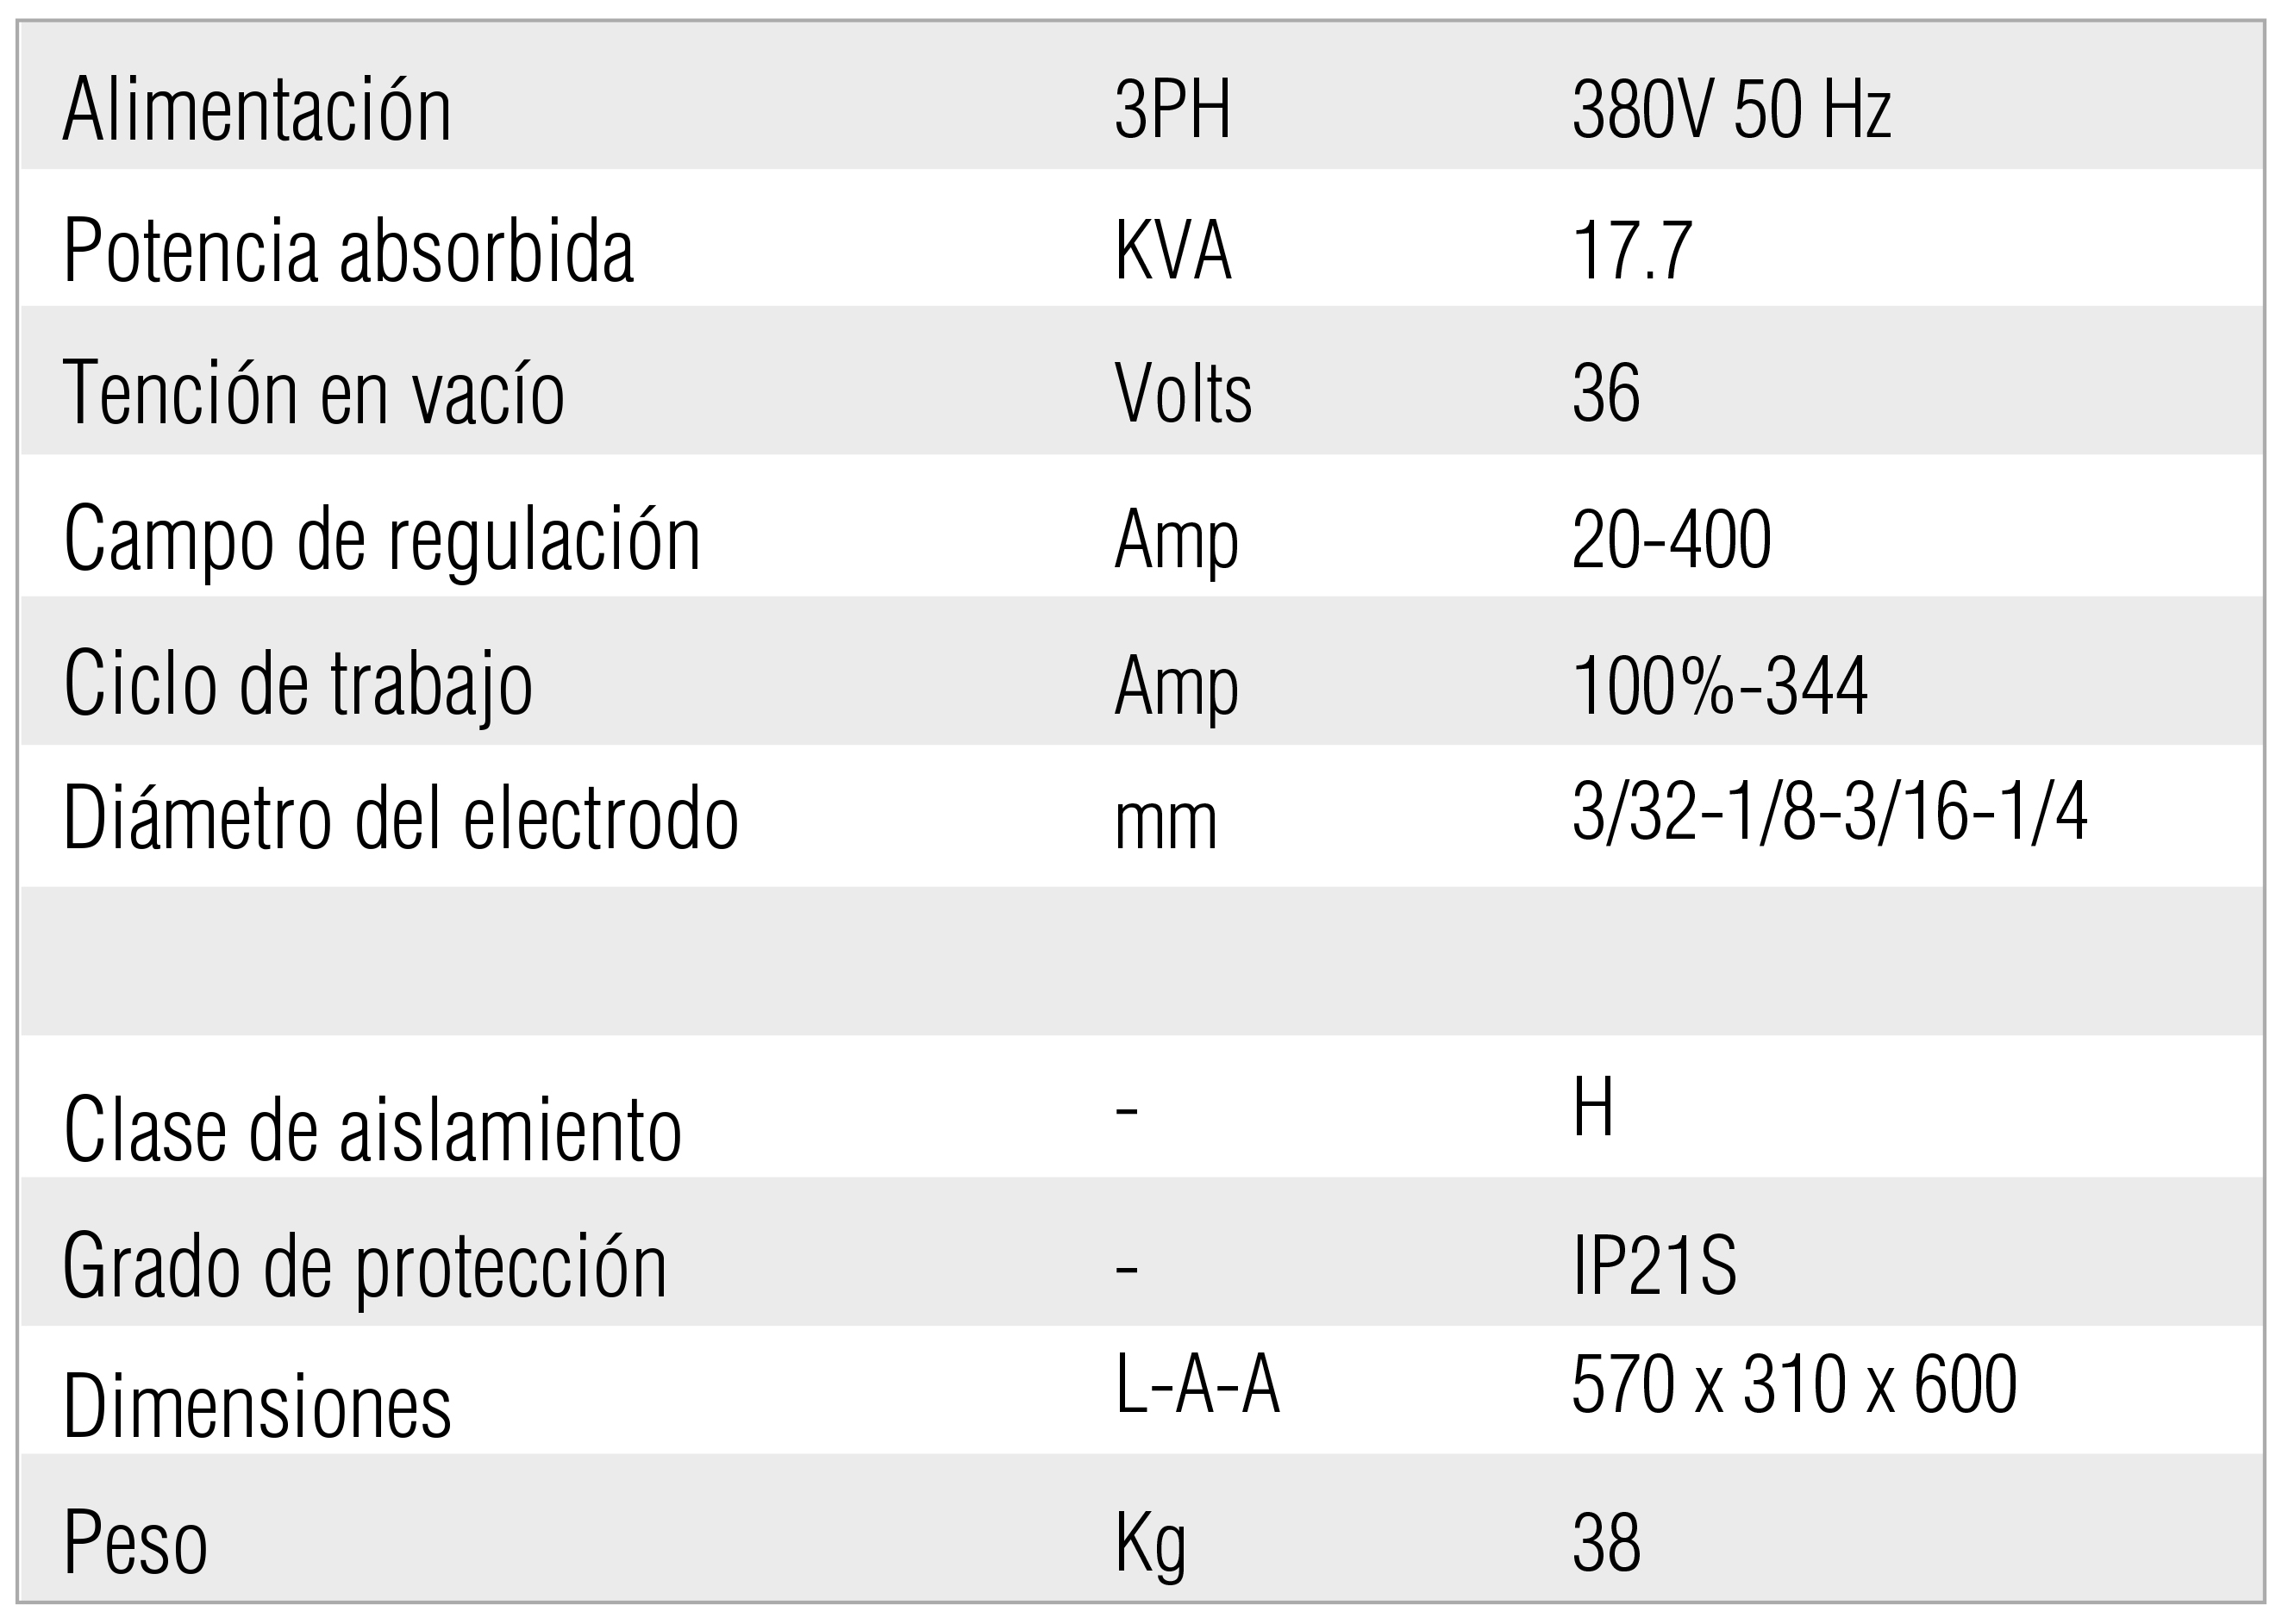 Alimentación 3PH 380V 50 Hz
Potencia absorbida KVA 17.7
Tención en vacío Volts 36
Campo de regulación Amp 20-400
Ciclo de trabajo Amp 100%-344
Diámetro del electrodo mm 3/32-1/8-3/16-1/4
Clase de aislamiento - H
Grado de protección - IP21S
Dimensiones L-A-A 570 x 310 x 600
Peso Kg 38